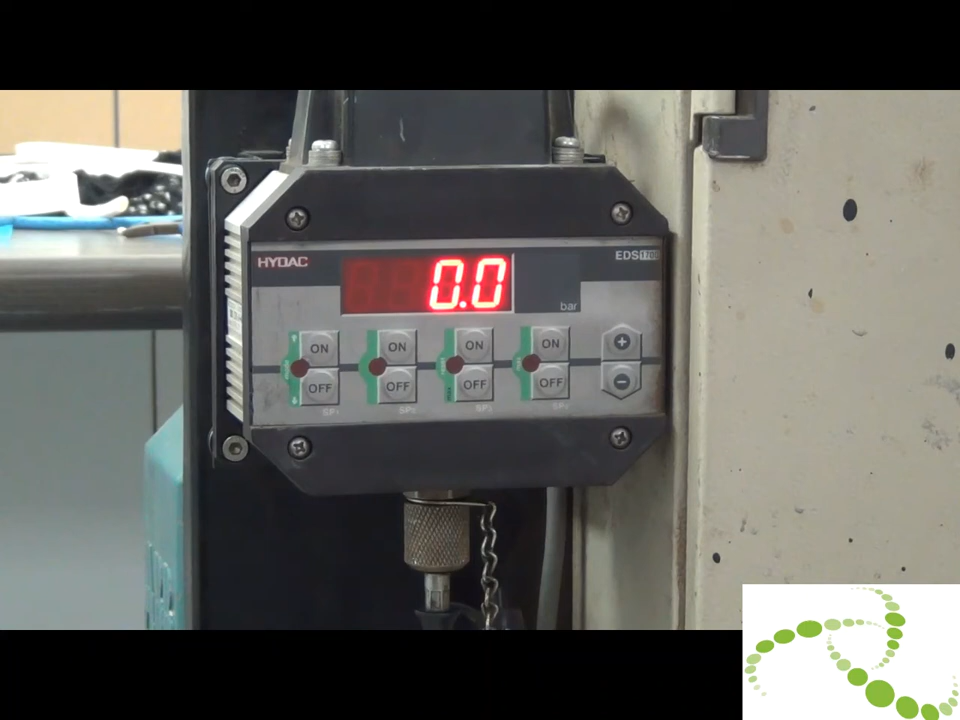 HYDAC
EDS 1700
0.0
bar
ON ON ON ON +
OFF OFF OFF OFF -
SP1 SP2 SP3 SP4